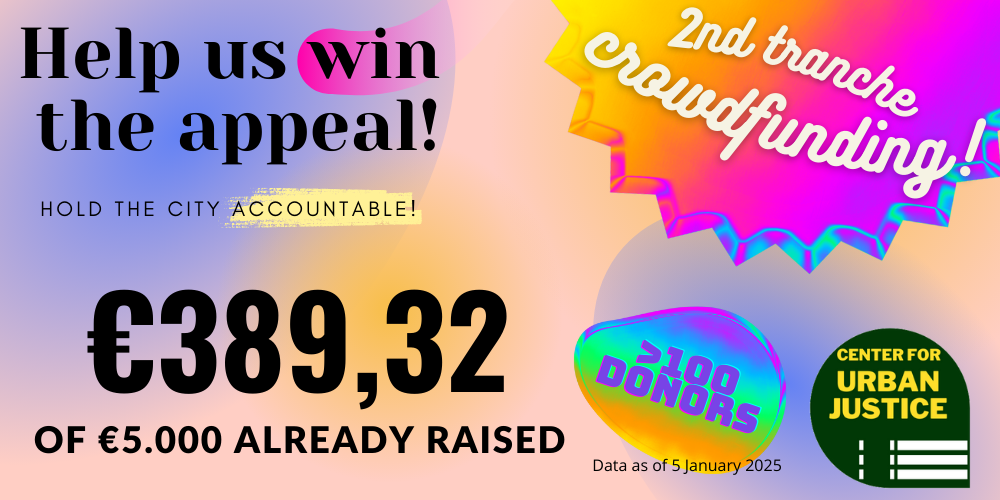 Help us win
the appeal!
HOLD THE CITY ACCOUNTABLE!
2nd tranche
crowdfunding!
€389,32
OF €5.000 ALREADY RAISED
>100
DONORS
Data as of 5 January 2025
CENTER FOR
URBAN
JUSTICE